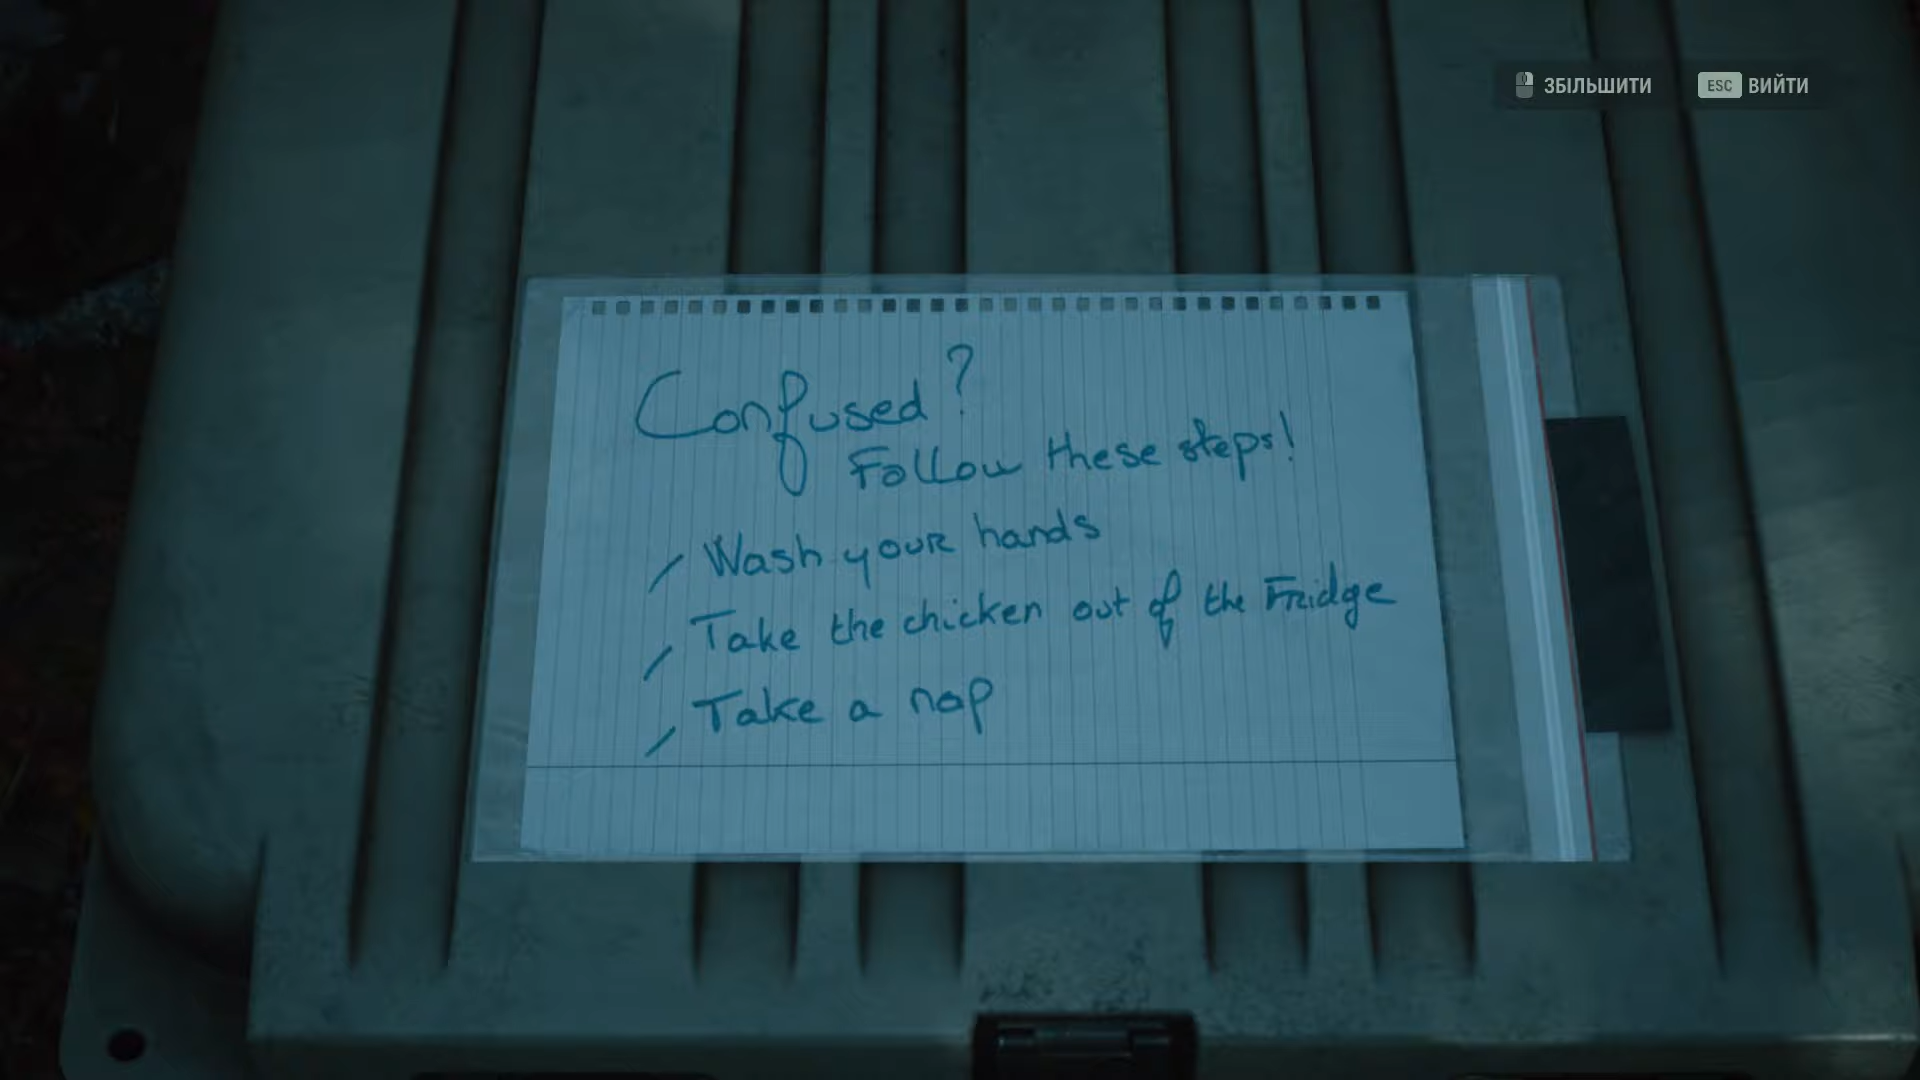 ЗБІЛЬШИТИ
ESC ВИЙТИ
Confused?
Follow these steps!
/ Wash your hands
/ Take the chicken out of the Fridge
/ Take a nap